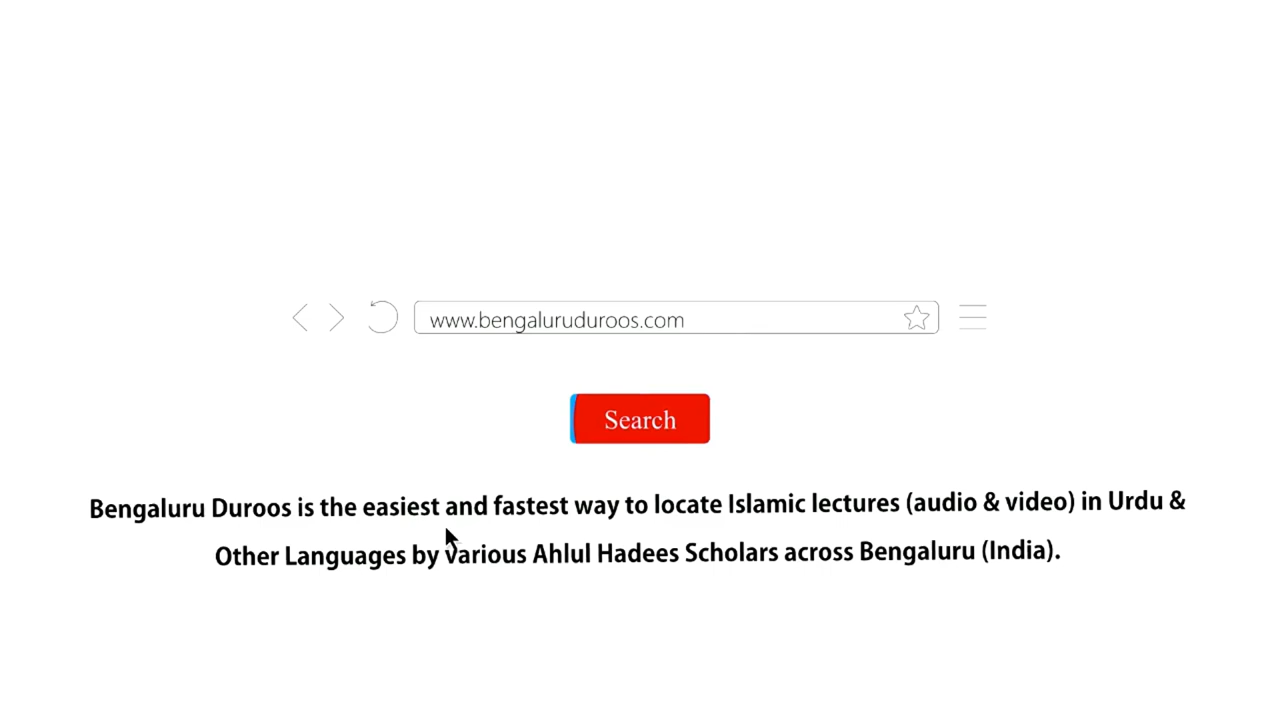 www.bengaluruduroos.com
Search
Bengaluru Duroos is the easiest and fastest way to locate Islamic lectures (audio & video) in Urdu &
Other Languages by various Ahlul Hadees Scholars across Bengaluru (India).